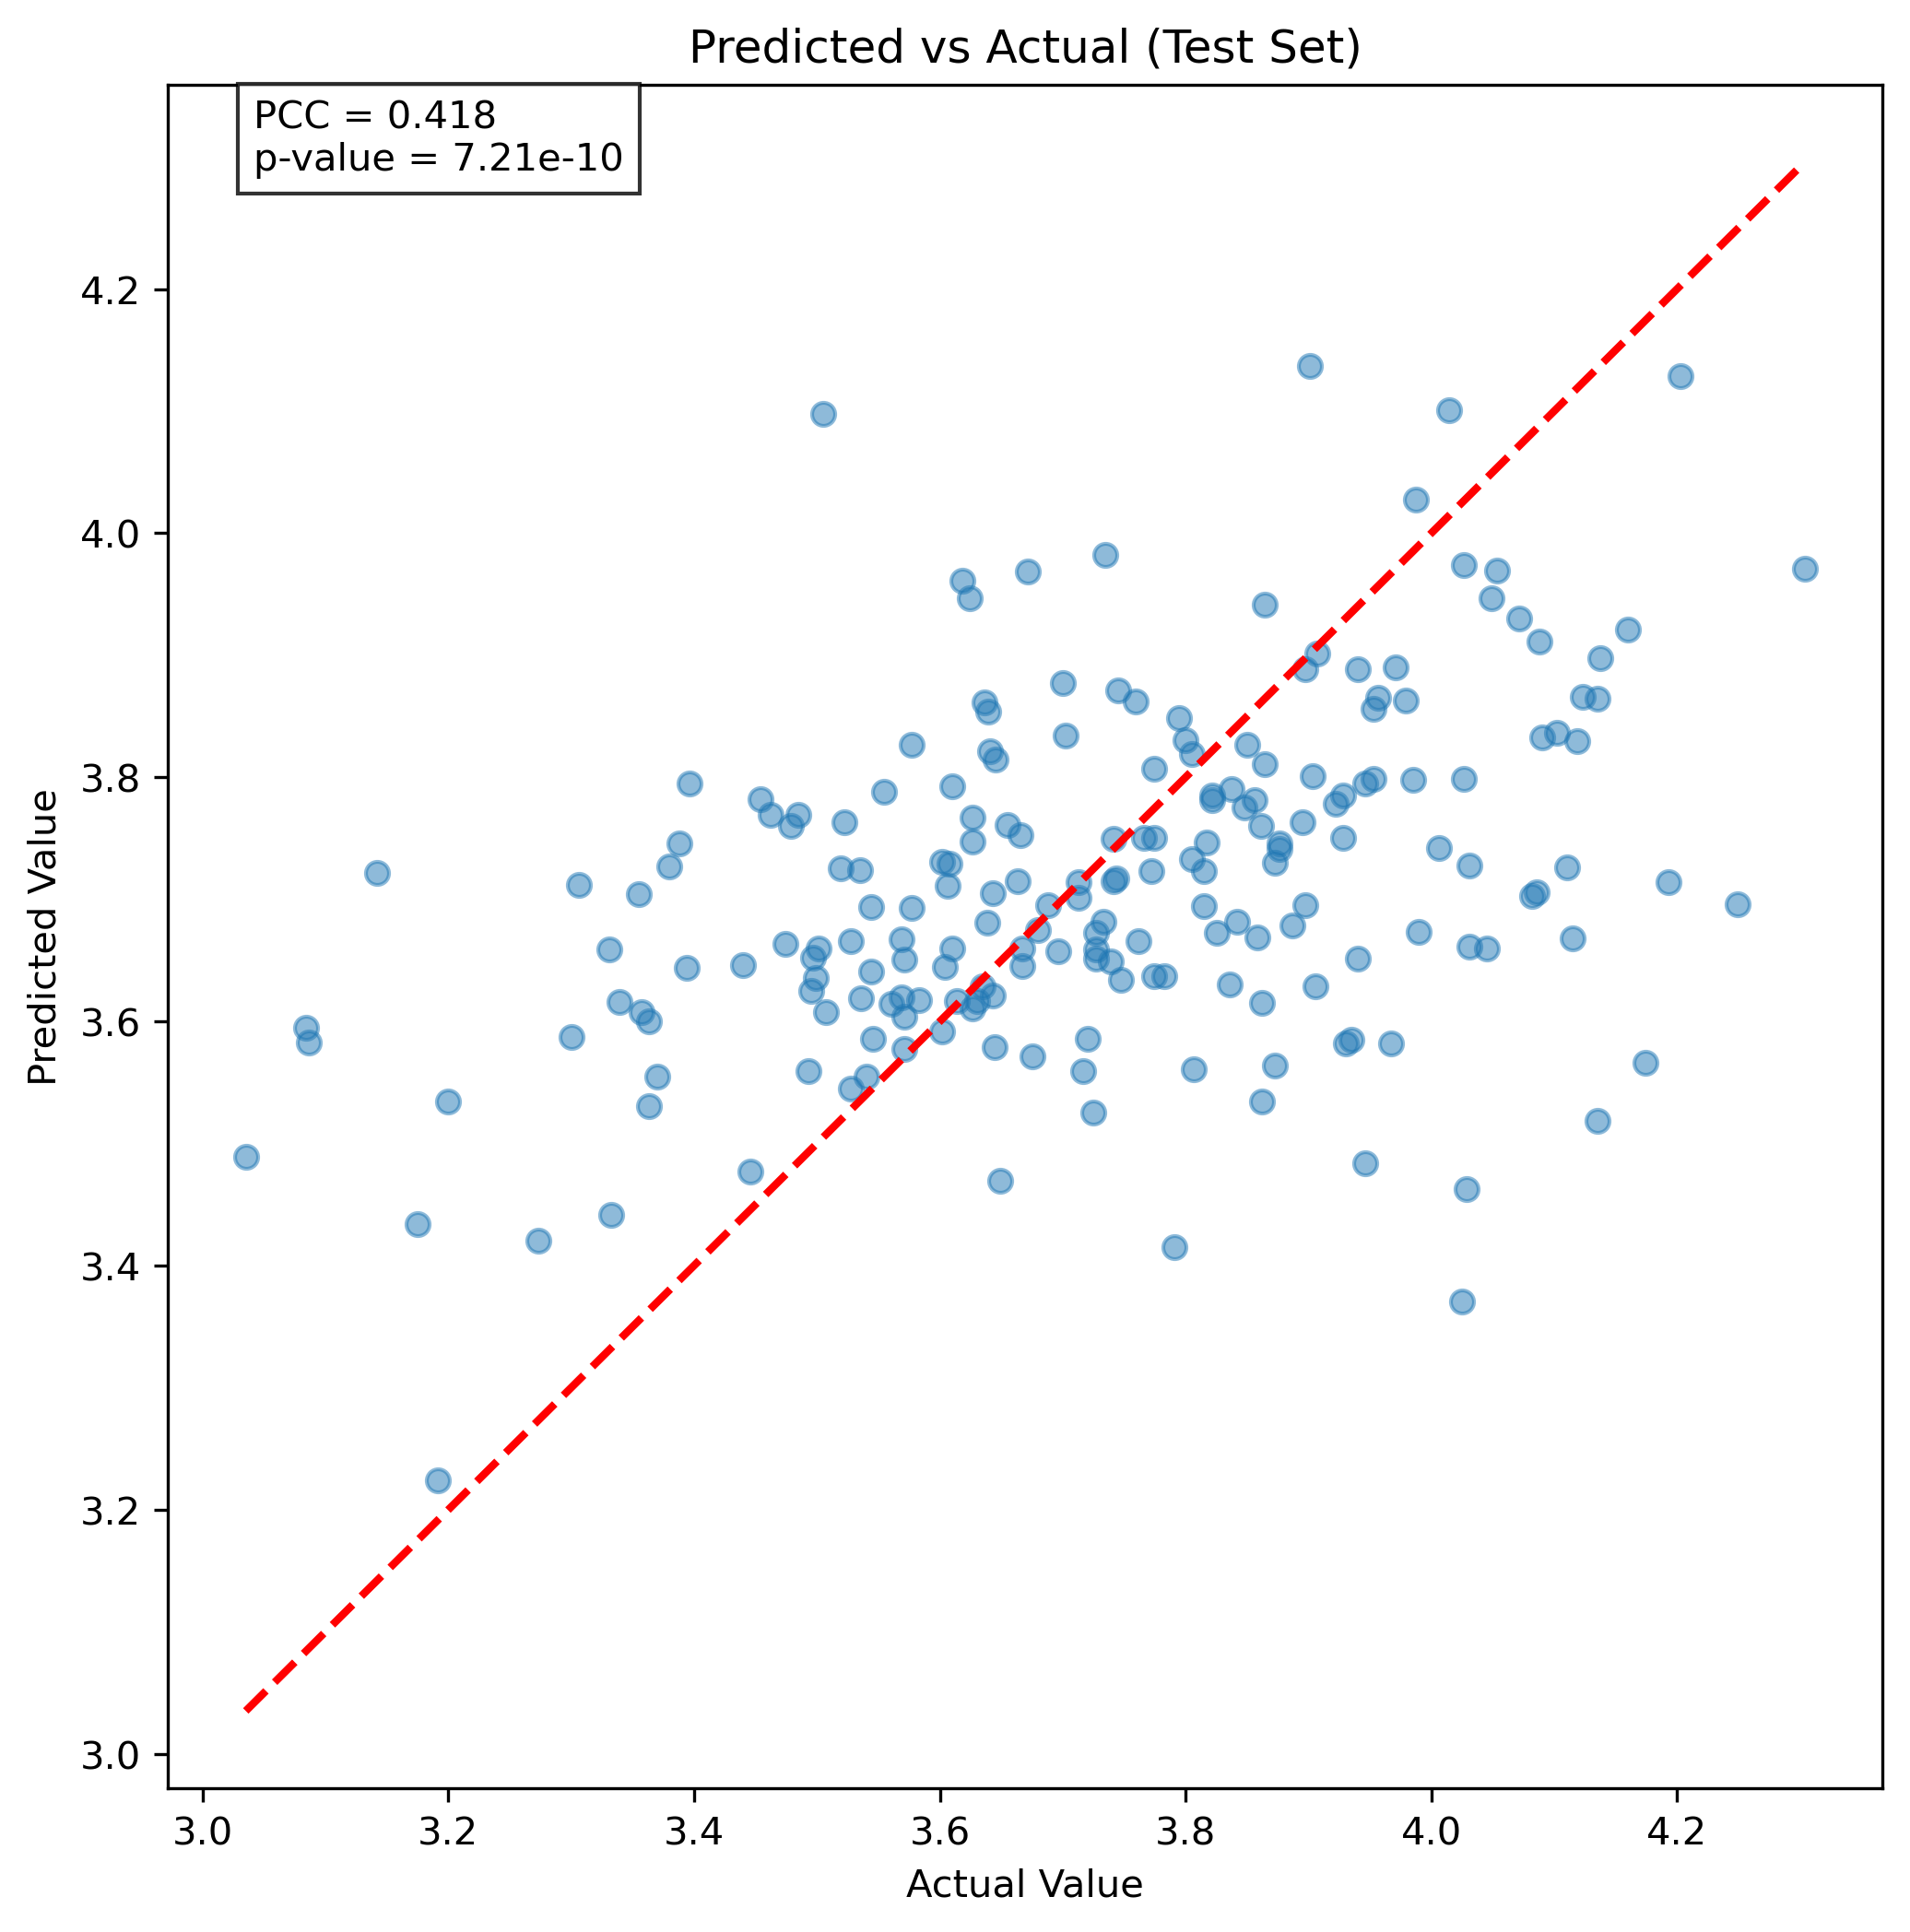 Predicted vs Actual (Test Set)
PCC = 0.418
p-value = 7.21e-10
Predicted Value
4.2
4.0
3.8
3.6
3.4
3.2
3.0
3.0 3.2 3.4 3.6 3.8 4.0 4.2
Actual Value